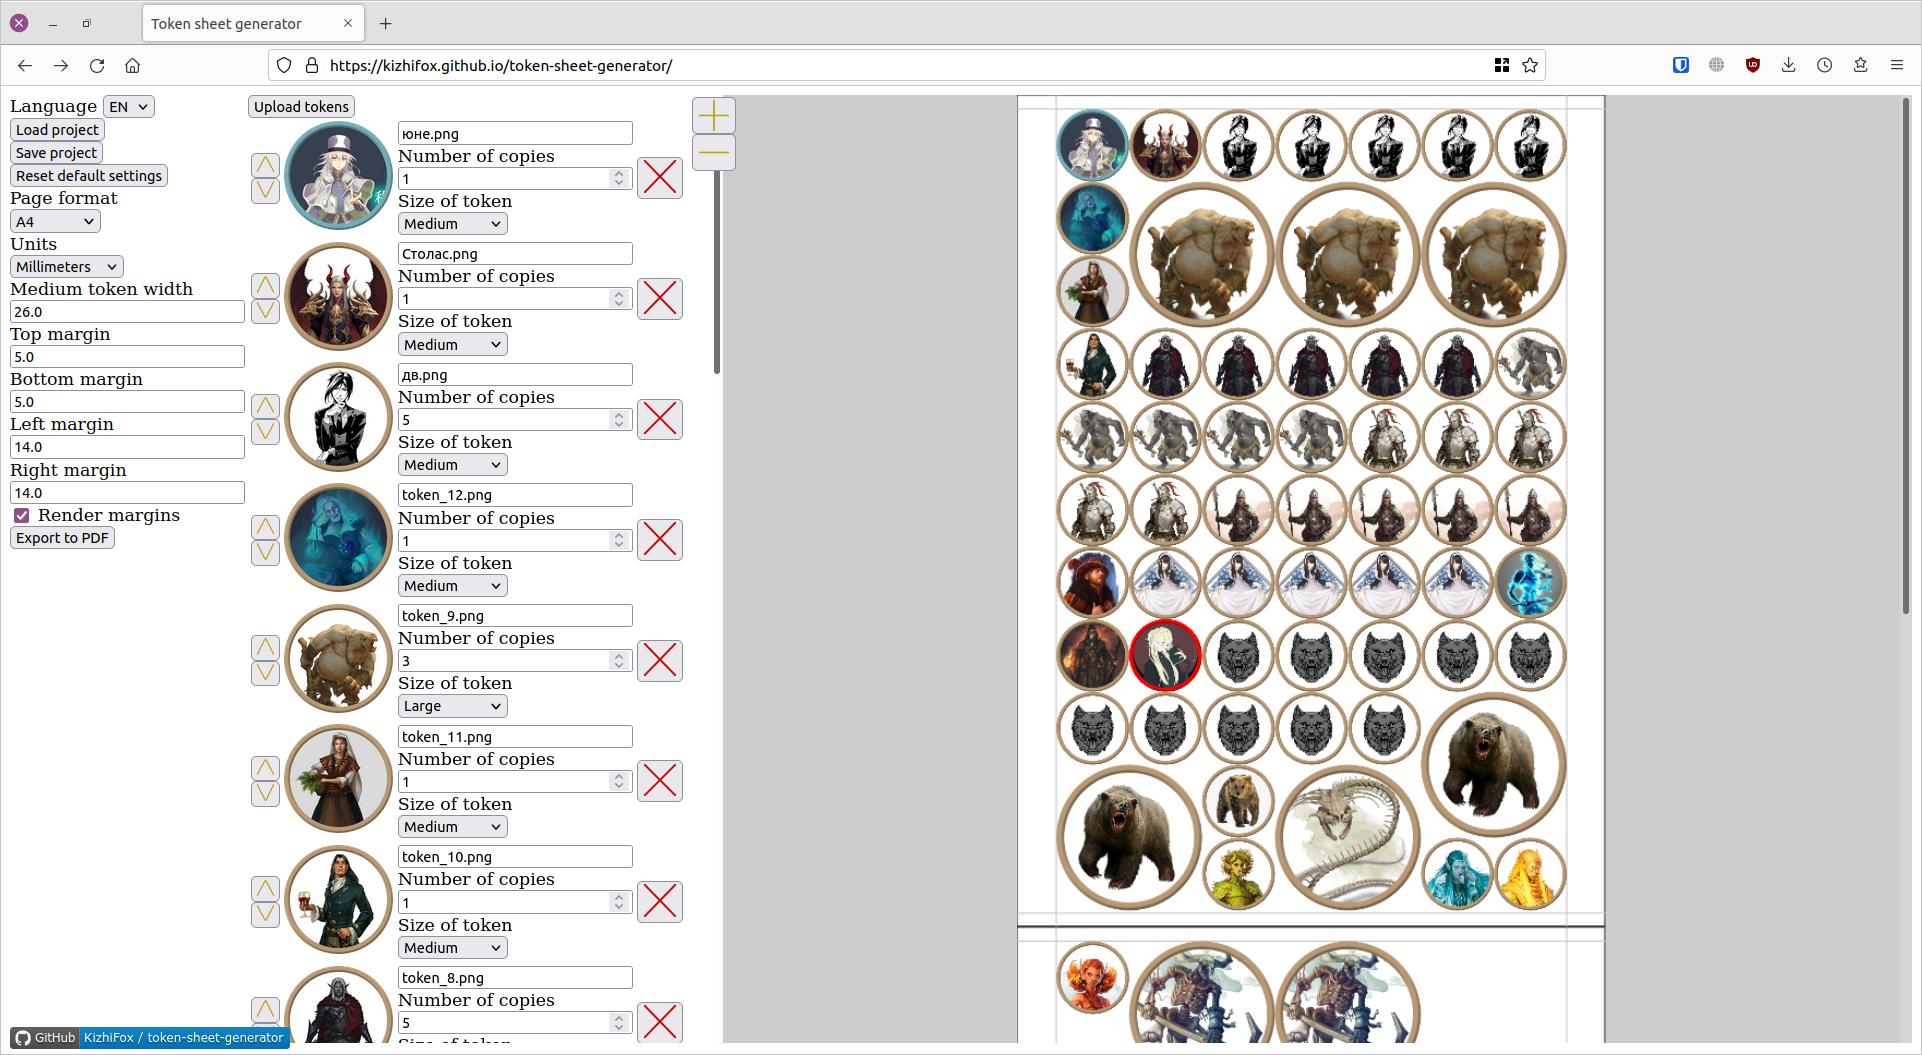 Token sheet generator
https://kizhifox.github.io/token-sheet-generator/
Language EN
Load project
Save project
Reset default settings
Page format
A4
Units
Millimeters
Medium token width
26.0
Top margin
5.0
Bottom margin
5.0
Left margin
14.0
Right margin
14.0
Render margins
Export to PDF
Upload tokens
юне.png
Number of copies
1
Size of token
Medium
Столас.png
Number of copies
1
Size of token
Medium
дв.png
Number of copies
5
Size of token
Medium
token_12.png
Number of copies
1
Size of token
Medium
token_9.png
Number of copies
3
Size of token
Large
token_11.png
Number of copies
1
Size of token
Medium
token_10.png
Number of copies
1
Size of token
Medium
token_8.png
Number of copies
5
Size of token
GitHub KizhiFox / token-sheet-generator